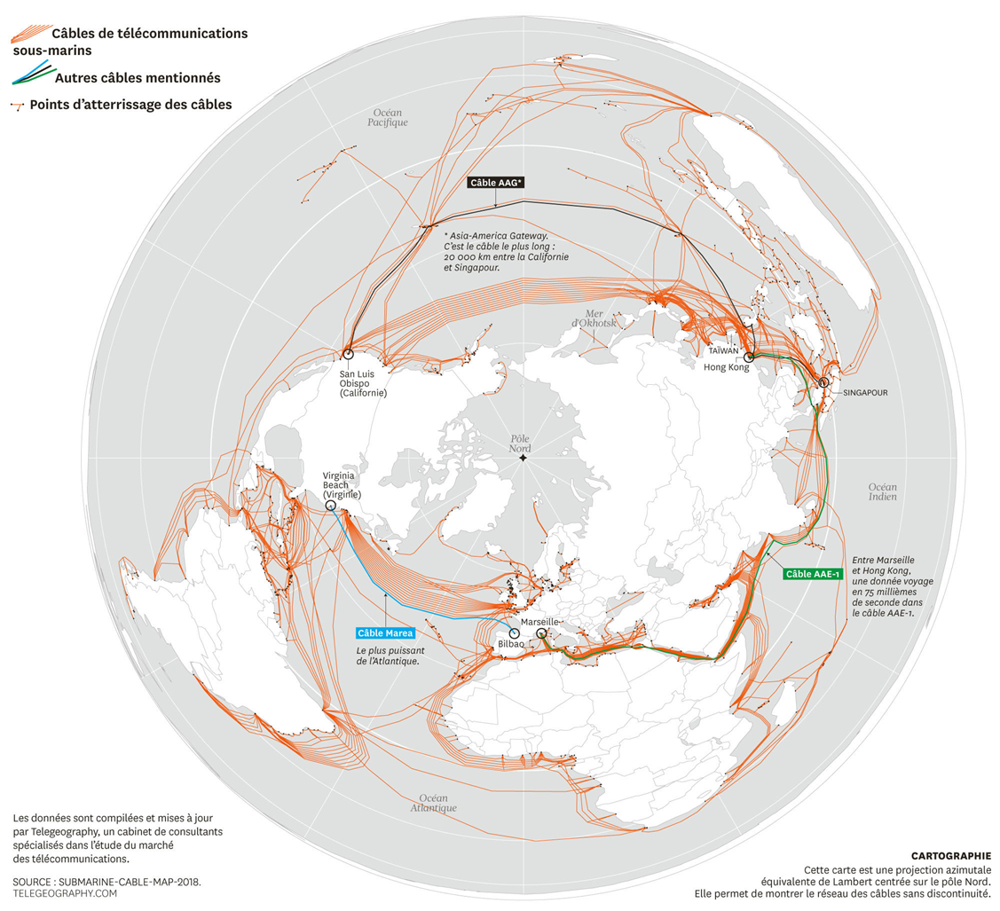 Câbles de télécommunications
sous-marins
Autres câbles mentionnés
Points d'atterrissage des câbles
Océan
Pacifique
Câble AAG*
* Asia-America Gateway.
C'est le câble le plus long :
20 000 km entre la Californie
et Singapour.
Mer
d'Okhotsk
TAÏWAN
Hong Kong
San Luis
Obispo
(Californie)
SINGAPOUR
Pôle
Nord
Virginia
Beach
(Virginie)
Océan
Indien
Câble AAE-1
Entre Marseille
et Hong Kong,
une donnée voyage
en 75 millièmes
de seconde dans
le câble AAE-1.
Marseille
Bilbao
Câble Marea
Le plus puissant
de l'Atlantique.
Océan
Atlantique
Les données sont compilées et mises à jour
par Telegeography, un cabinet de consultants
spécialisés dans l'étude du marché
des télécommunications.
SOURCE : SUBMARINE-CABLE-MAP-2018.
TELEGEOGRAPHY.COM
CARTOGRAPHIE
Cette carte est une projection azimutale
équivalente de Lambert centrée sur le pôle Nord.
Elle permet de montrer le réseau des câbles sans discontinuité.